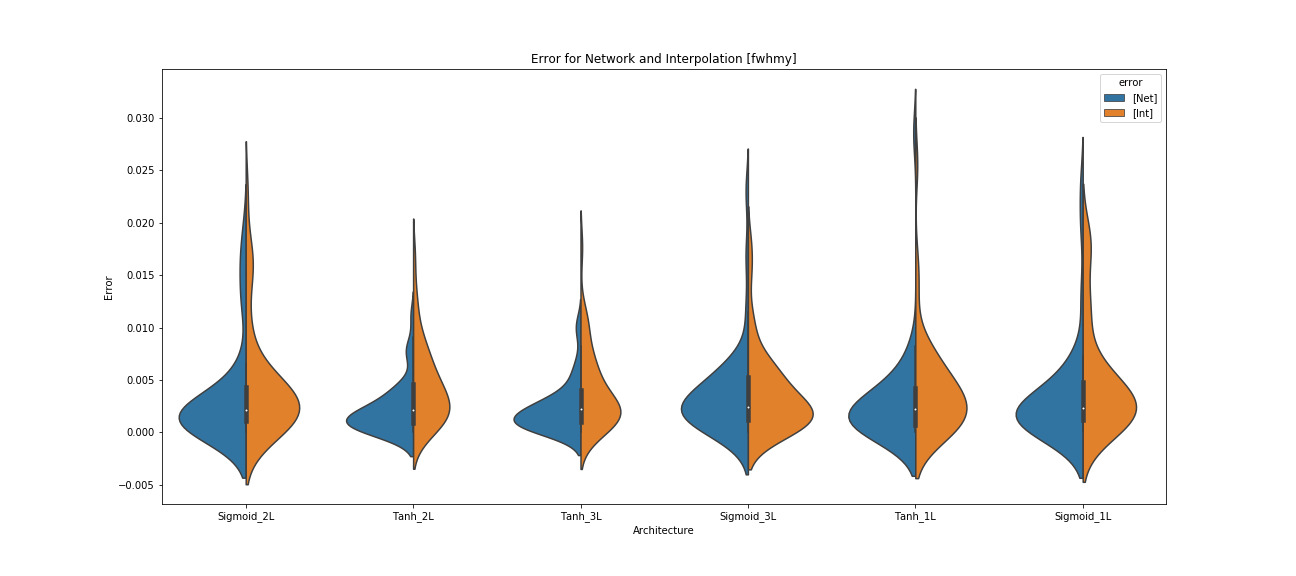 Error for Network and Interpolation [fwhmy]
error
[Net]
[Int]
0.030
0.025
0.020
0.015
0.010
0.005
0.000
−0.005
Error
Sigmoid_2L
Tanh_2L
Tanh_3L
Sigmoid_3L
Tanh_1L
Sigmoid_1L
Architecture